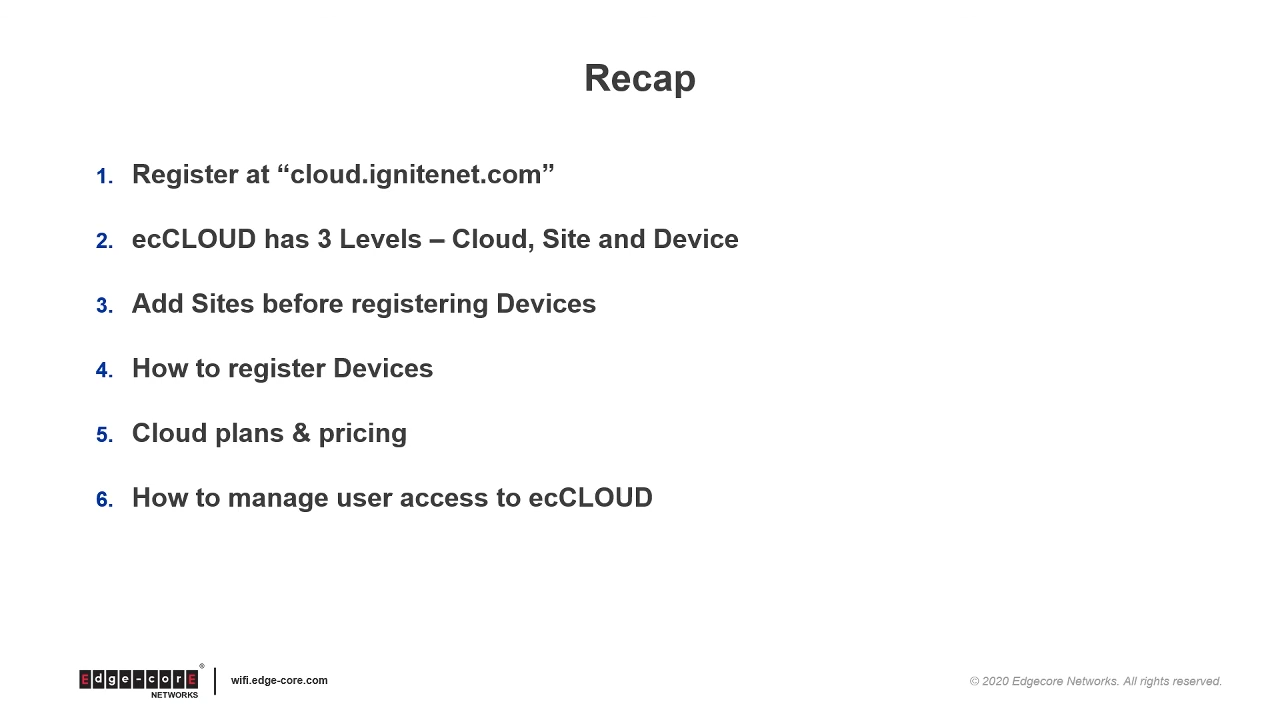 Recap
1. Register at “cloud.ignitenet.com”
2. ecCLOUD has 3 Levels – Cloud, Site and Device
3. Add Sites before registering Devices
4. How to register Devices
5. Cloud plans & pricing
6. How to manage user access to ecCLOUD
Edge-corE®
NETWORKS
wifi.edge-core.com
© 2020 Edgecore Networks. All rights reserved.